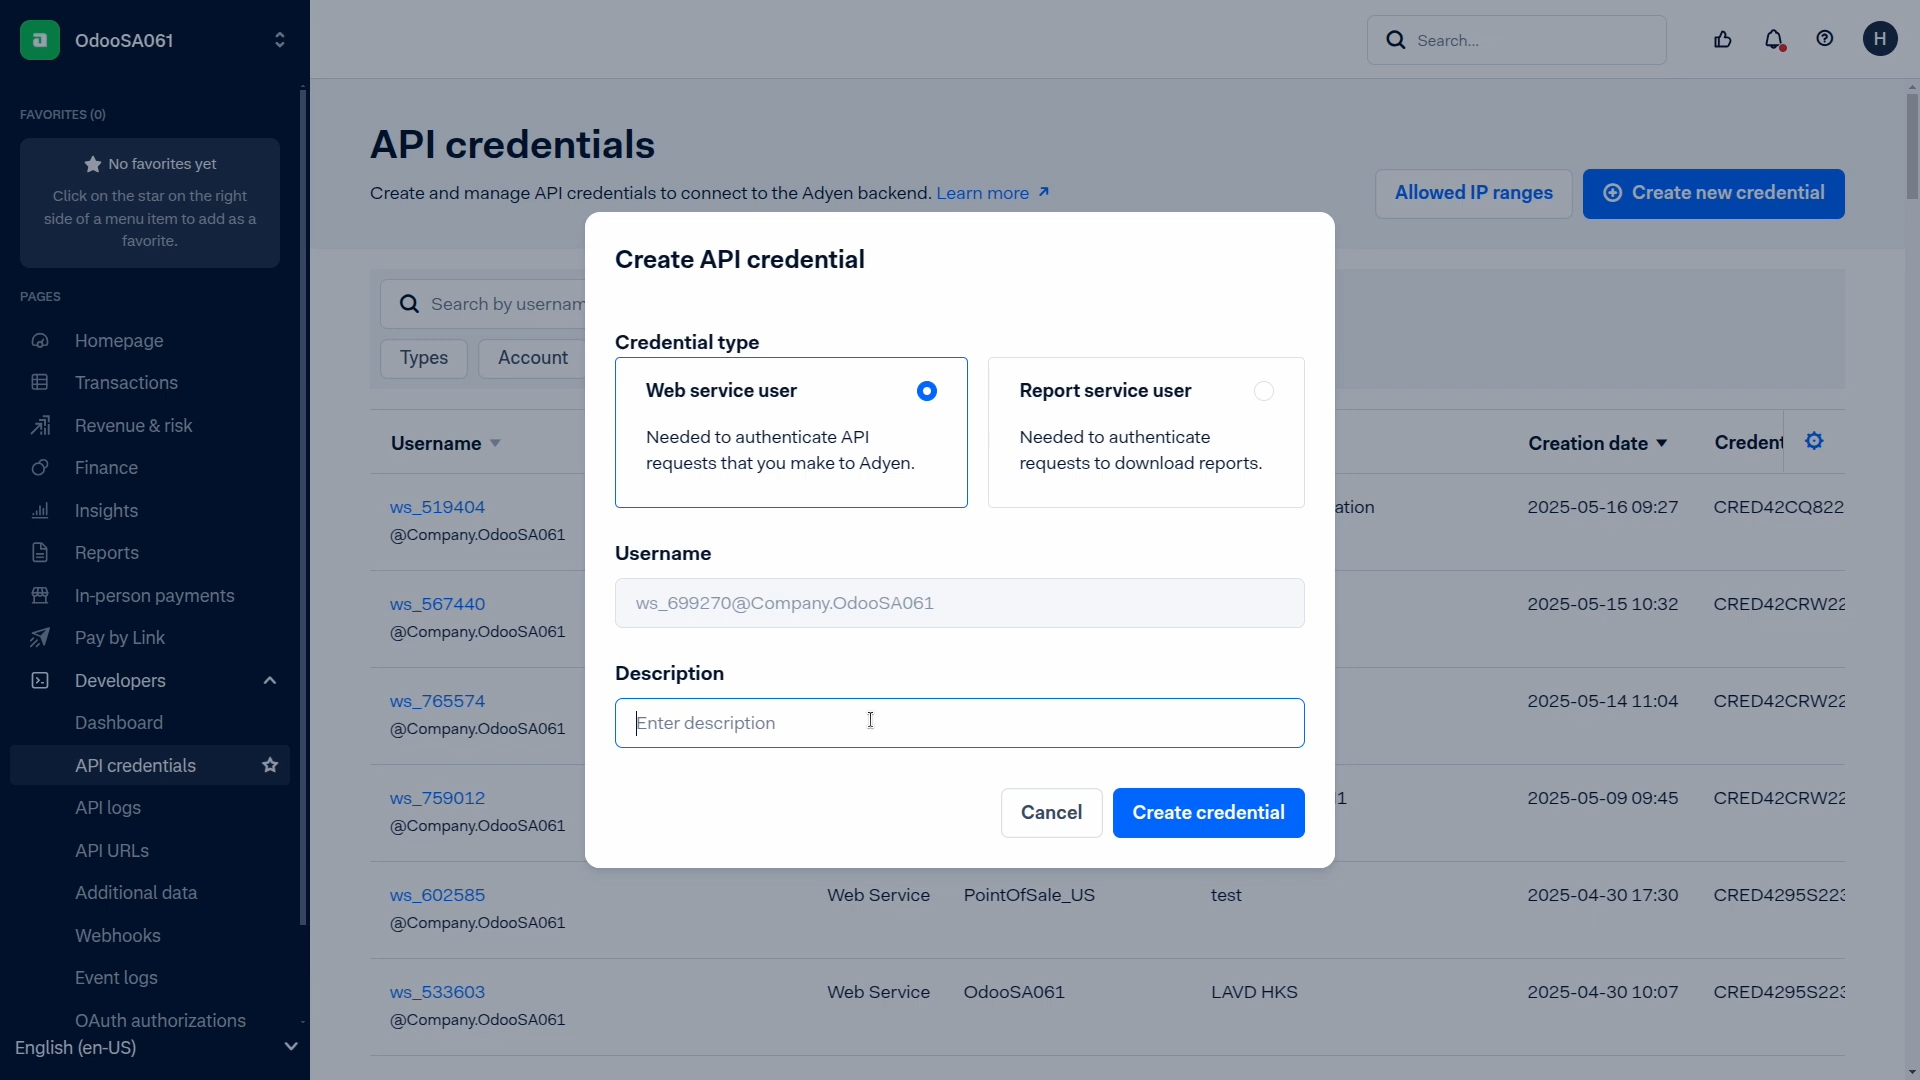 OdooSA061
Search...
H
FAVORITES (0)
No favorites yet
Click on the star on the right
side of a menu item to add as a
favorite.
PAGES
Homepage
Transactions
Revenue & risk
Finance
Insights
Reports
In-person payments
Pay by Link
Developers
Dashboard
API credentials
API logs
API URLs
Additional data
Webhooks
Event logs
OAuth authorizations
English (en-US)
API credentials
Create and manage API credentials to connect to the Adyen backend. Learn more
Allowed IP ranges
Create new credential
Search by usernam
Types
Account
Username
Creation date
Credent
ws_519404
@Company.OdooSA061
ation
2025-05-16 09:27
CRED42CQ822
ws_567440
@Company.OdooSA061
2025-05-15 10:32
CRED42CRW22
ws_765574
@Company.OdooSA061
2025-05-14 11:04
CRED42CRW22
ws_759012
@Company.OdooSA061
1
2025-05-09 09:45
CRED42CRW22
ws_602585
@Company.OdooSA061
Web Service
PointOfSale_US
test
2025-04-30 17:30
CRED4295S223
ws_533603
@Company.OdooSA061
Web Service
OdooSA061
LAVD HKS
2025-04-30 10:07
CRED4295S223
Create API credential
Credential type
Web service user
Needed to authenticate API
requests that you make to Adyen.
Report service user
Needed to authenticate
requests to download reports.
Username
ws_699270@Company.OdooSA061
Description
Enter description
Cancel
Create credential